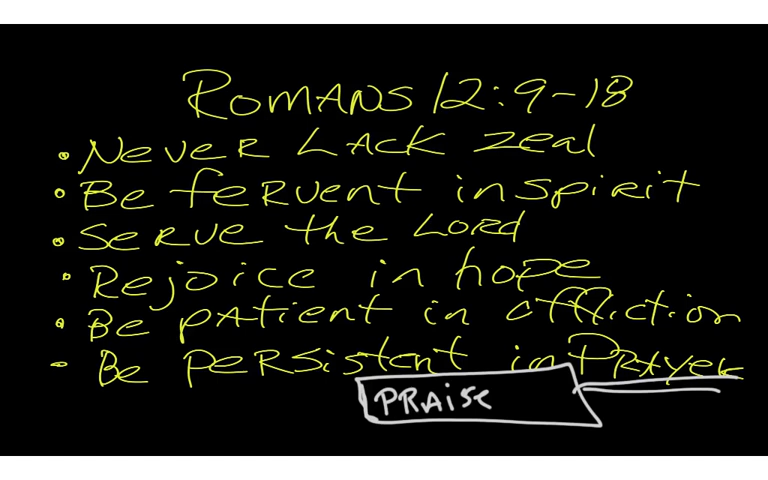 Romans 12:9-18
• Never Lack zeal
• Be fervent in spirit
• Serve the Lord
• Rejoice in hope
• Be patient in affliction
• Be persistent in Prayer
PRAISE